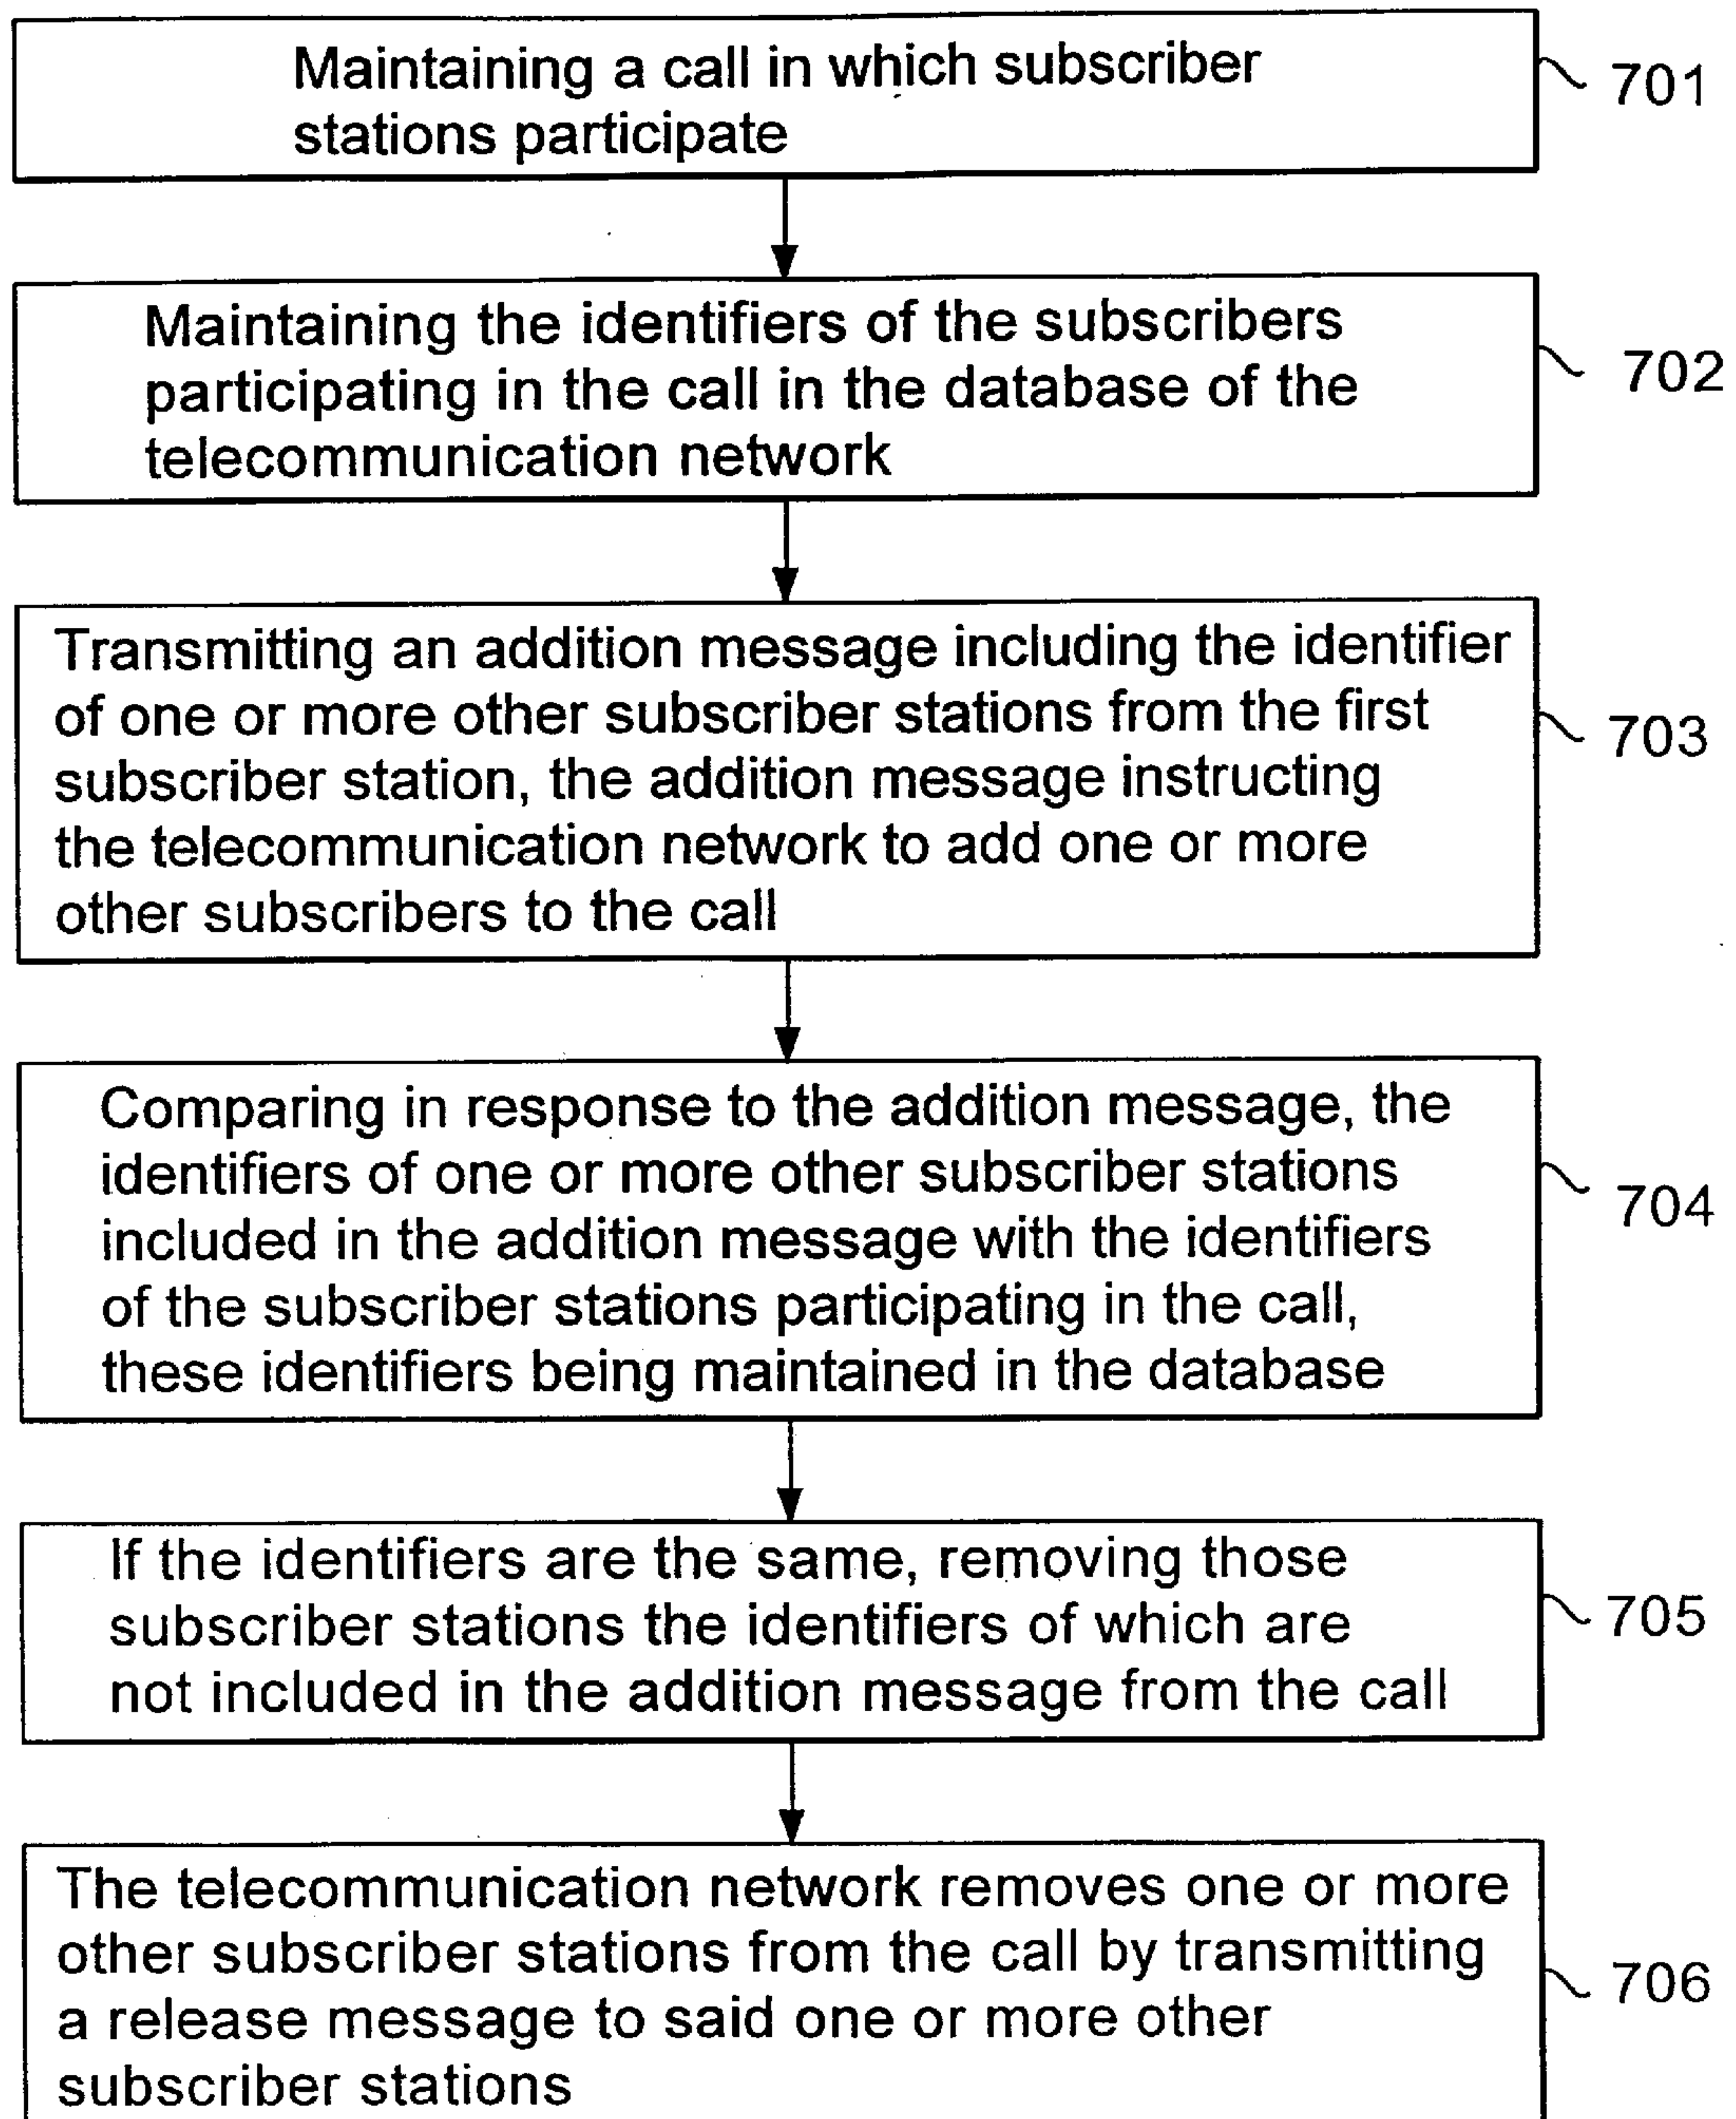 Maintaining a call in which subscriber
stations participate
701
Maintaining the identifiers of the subscribers
participating in the call in the database of the
telecommunication network
702
Transmitting an addition message including the identifier
of one or more other subscriber stations from the first
subscriber station, the addition message instructing
the telecommunication network to add one or more
other subscribers to the call
703
Comparing in response to the addition message, the
identifiers of one or more other subscriber stations
included in the addition message with the identifiers
of the subscriber stations participating in the call,
these identifiers being maintained in the database
704
If the identifiers are the same, removing those
subscriber stations the identifiers of which are
not included in the addition message from the call
705
The telecommunication network removes one or more
other subscriber stations from the call by transmitting
a release message to said one or more other
subscriber stations
706